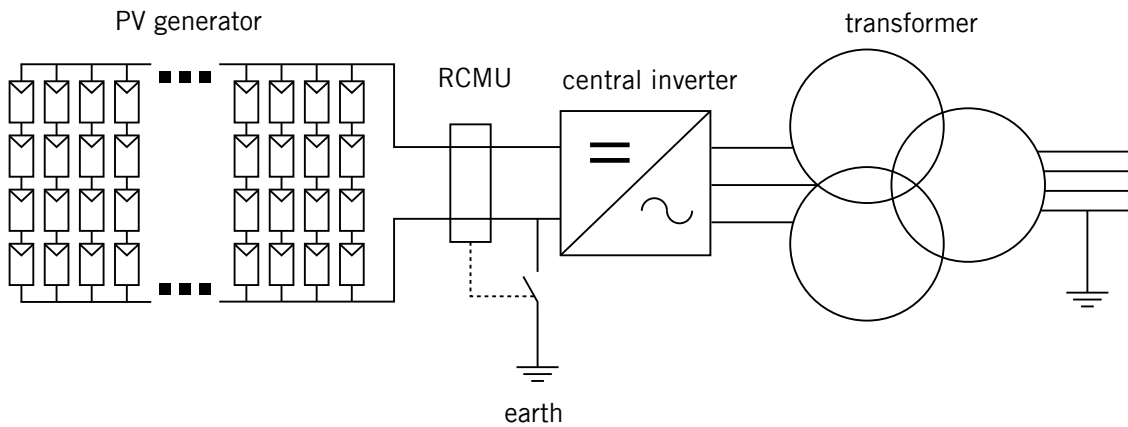 PV generator
transformer
RCMU
central inverter
earth